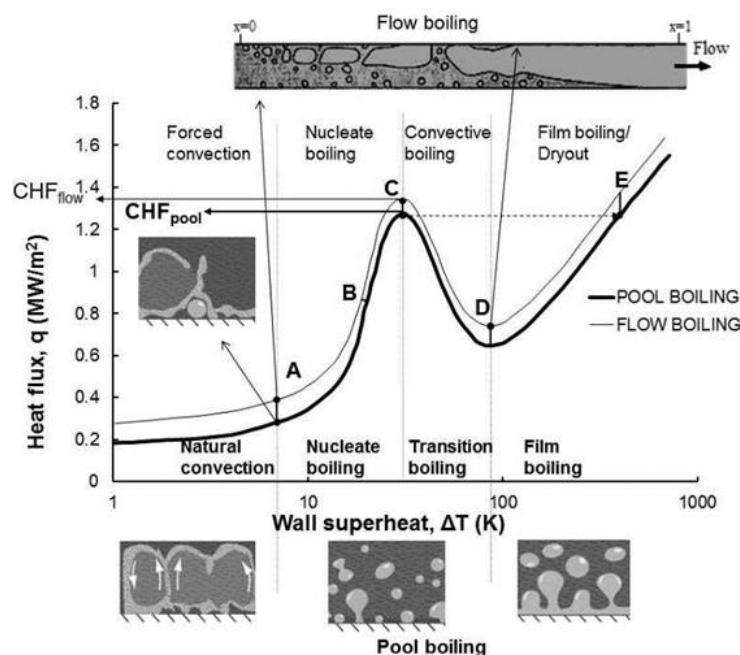 Flow boiling
x=0
x=1
Flow
1.8
1.6
1.4
1.2
1
0.8
0.6
0.4
0.2
0
Heat flux, q (MW/m²)
Forced
convection
Nucleate
boiling
Convective
boiling
Film boiling/
Dryout
CHFflow
CHFpool
A
B
C
D
E
POOL BOILING
FLOW BOILING
Natural
convection
Nucleate
boiling
Transition
boiling
Film
boiling
1
10
100
1000
Wall superheat, ΔT (K)
Pool boiling